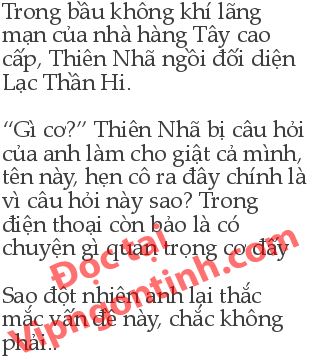 Trong bầu không khí lãng
mạn của nhà hàng Tây cao
cấp, Thiên Nhã ngồi đối diện
Lạc Thần Hi.
“Gì cơ?” Thiên Nhã bị câu hỏi
của anh làm cho giật cả mình,
tên này, hẹn cô ra đây chính là
vì câu hỏi này sao? Trong
điện thoại còn bảo là có
chuyện gì quan trọng cơ đấy
Sao đột nhiên anh lại thắc
mắc vấn đề này, chắc không
phải..
Đọc tại
Vipngontinh.com